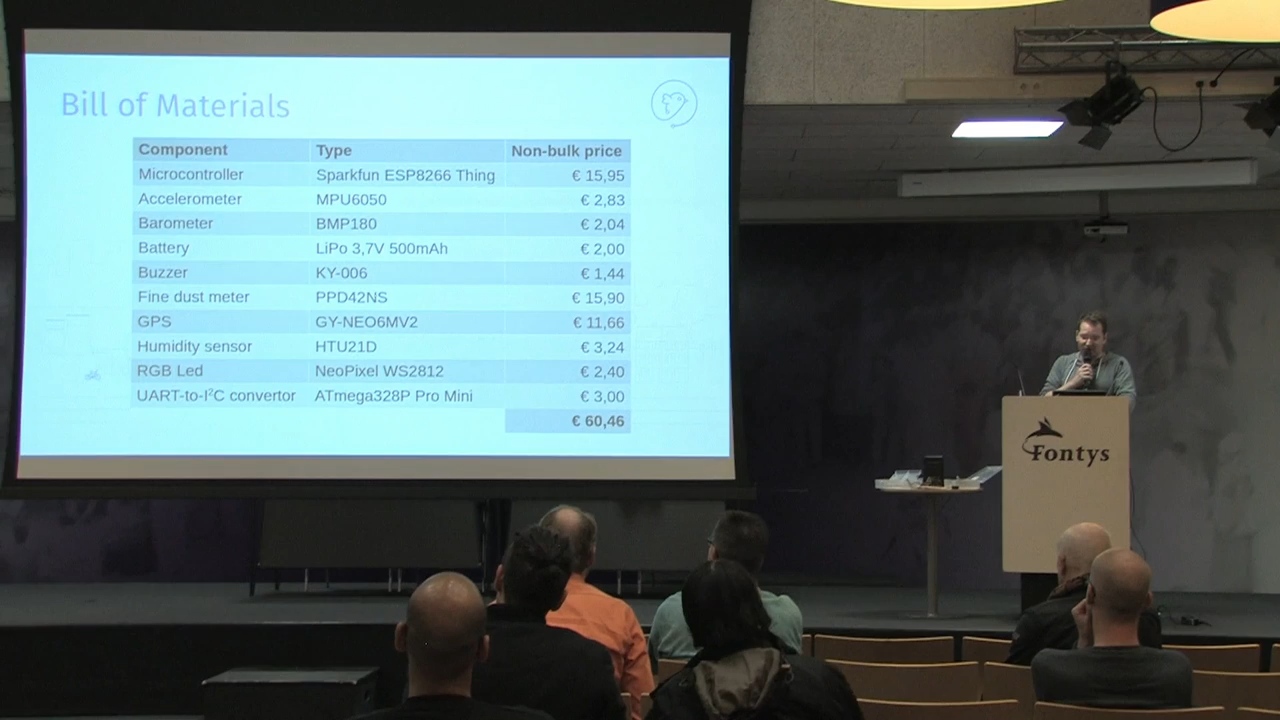 Bill of Materials
Component Type Non-bulk price
Microcontroller Sparkfun ESP8266 Thing € 15,95
Accelerometer MPU6050 € 2,83
Barometer BMP180 € 2,04
Battery LiPo 3,7V 500mAh € 2,00
Buzzer KY-006 € 1,44
Fine dust meter PPD42NS € 15,90
GPS GY-NEO6MV2 € 11,66
Humidity sensor HTU21D € 3,24
RGB Led NeoPixel WS2812 € 2,40
UART-to-I²C convertor ATmega328P Pro Mini € 3,00
€ 60,46
Fontys